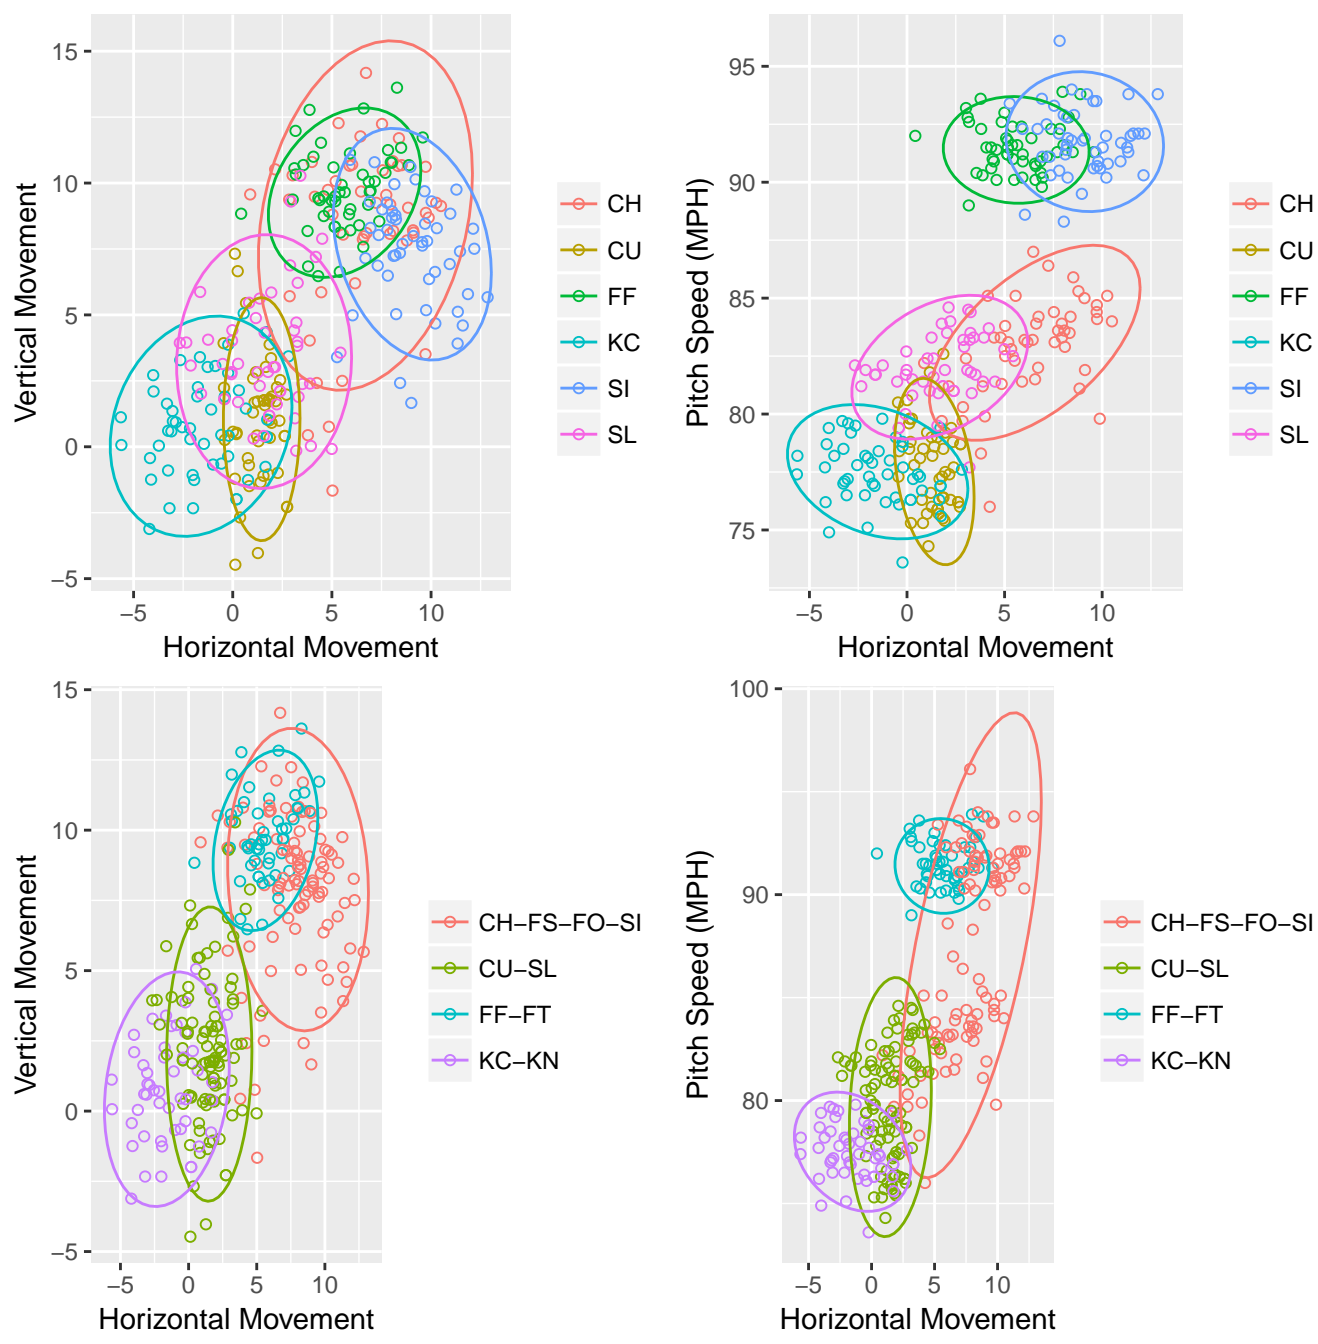 15
10
5
0
−5
−5 0 5 10
Horizontal Movement
Vertical Movement
CH
CU
FF
KC
SI
SL
95
90
85
80
75
−5 0 5 10
Horizontal Movement
Pitch Speed (MPH)
CH
CU
FF
KC
SI
SL
15
10
5
0
−5
−5 0 5 10
Horizontal Movement
Vertical Movement
CH−FS−FO−SI
CU−SL
FF−FT
KC−KN
100
90
80
−5 0 5 10
Horizontal Movement
Pitch Speed (MPH)
CH−FS−FO−SI
CU−SL
FF−FT
KC−KN